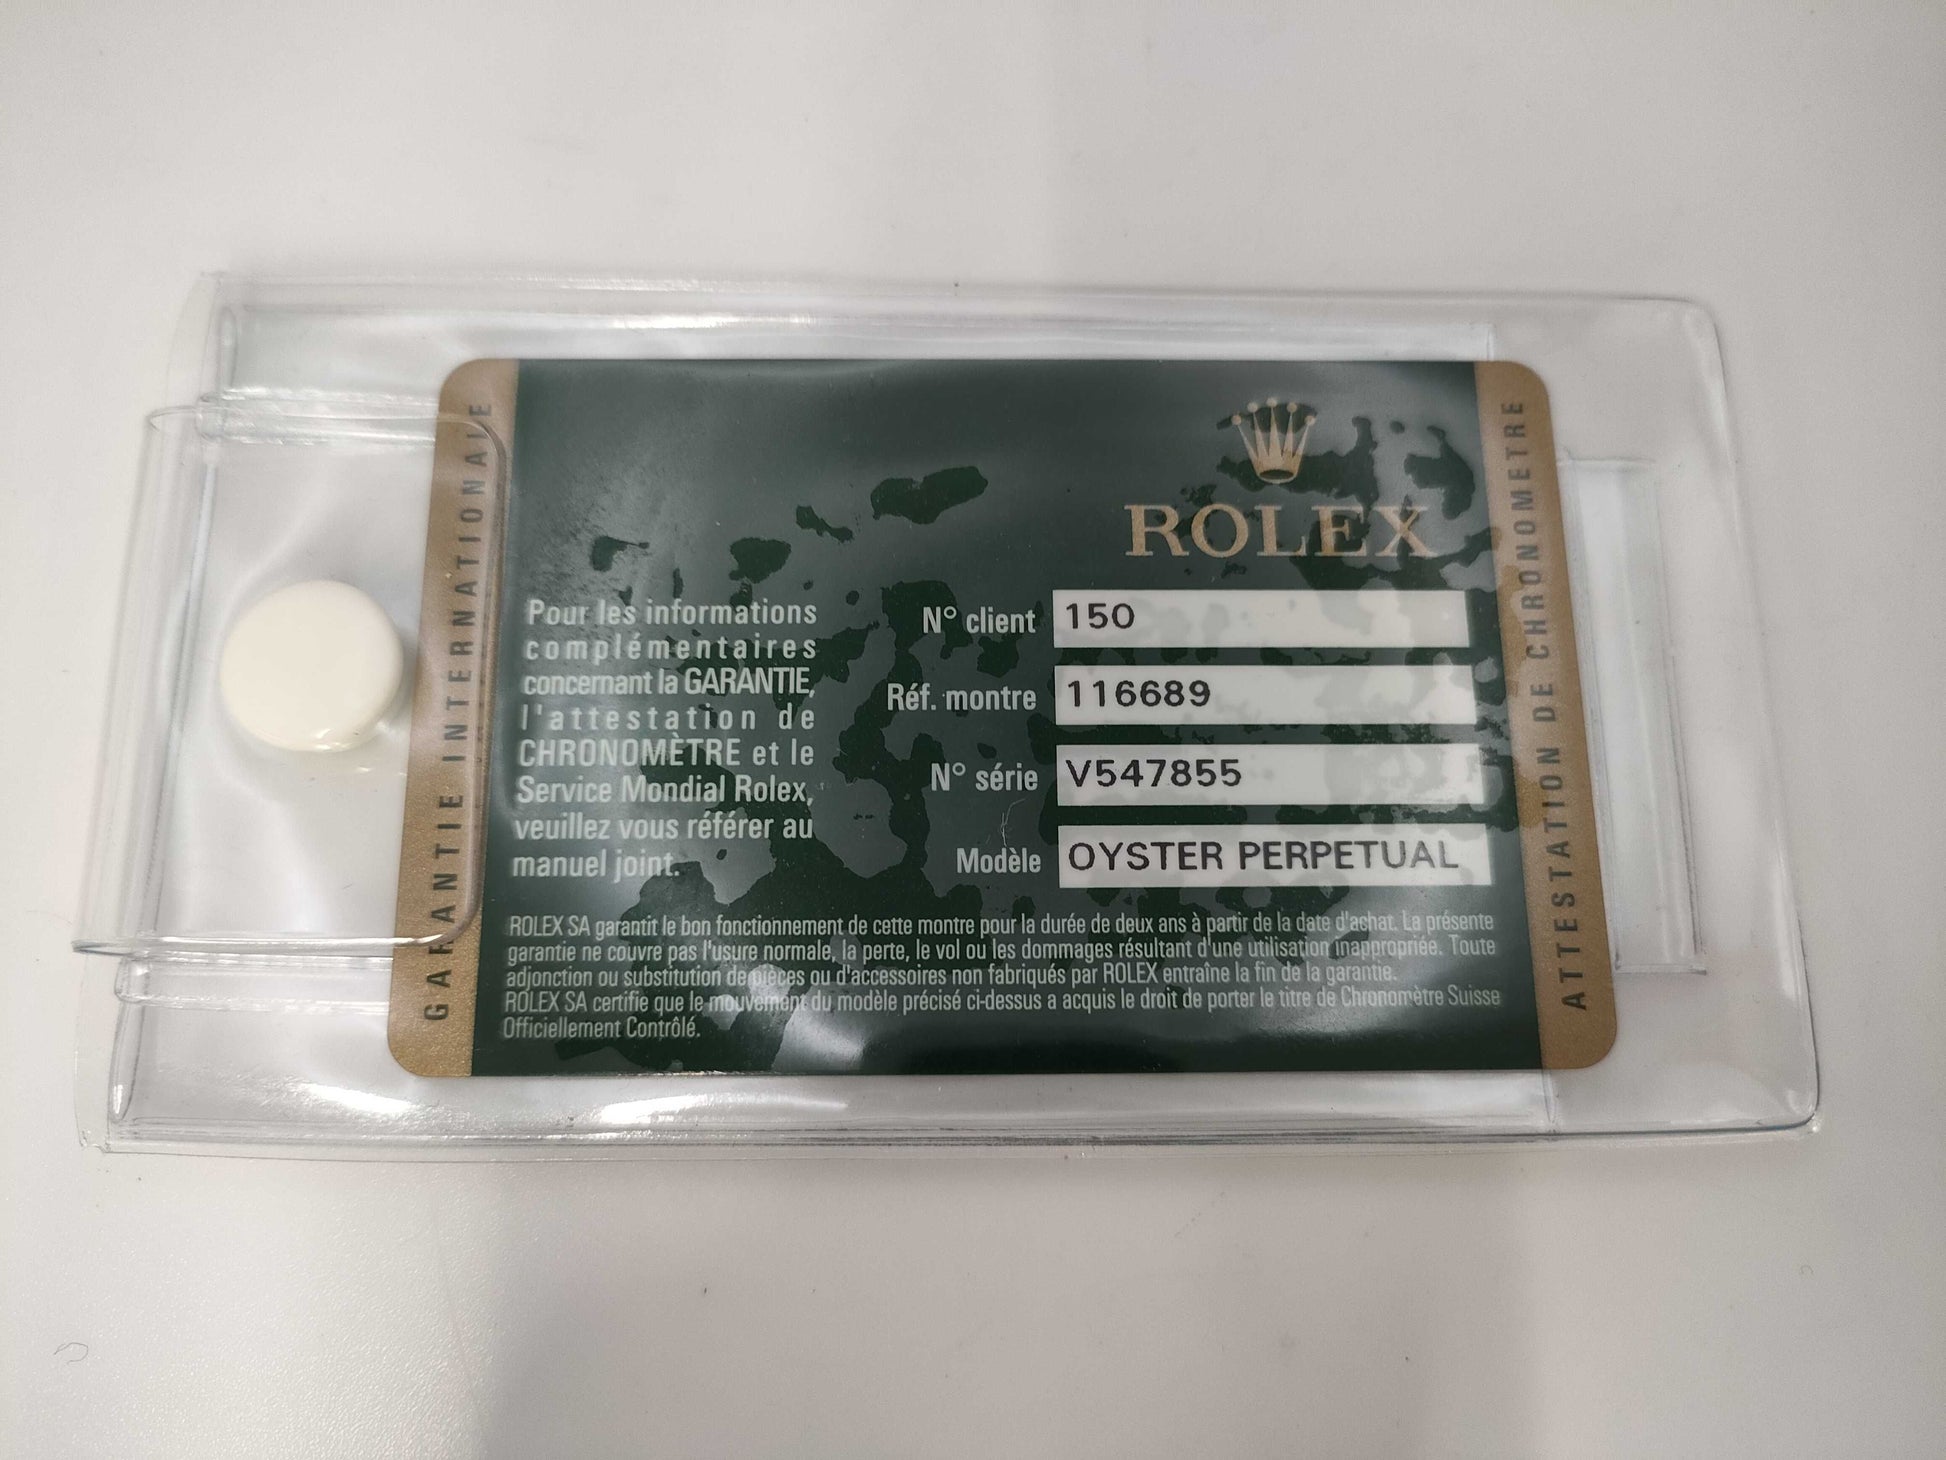 GARANTIE INTERNATIONALE
ROLEX
Pour les informations
complémentaires
concernant la GARANTIE,
l'attestation de
CHRONOMÈTRE et le
Service Mondial Rolex,
veuillez vous référer au
manuel joint.
N° client 150
Réf. montre 116689
N° série V547855
Modèle OYSTER PERPETUAL
ROLEX SA garantit le bon fonctionnement de cette montre pour la durée de deux ans à partir de la date d'achat. La présente
garantie ne couvre pas l'usure normale, la perte, le vol ou les dommages résultant d'une utilisation inappropriée. Toute
adjonction ou substitution de pièces ou d'accessoires non fabriqués par ROLEX entraîne la fin de la garantie.
ROLEX SA certifie que le mouvement du modèle précisé ci-dessus a acquis le droit de porter le titre de Chronomètre Suisse
Officiellement Contrôlé.
ATTESTATION DE CHRONOMETRE